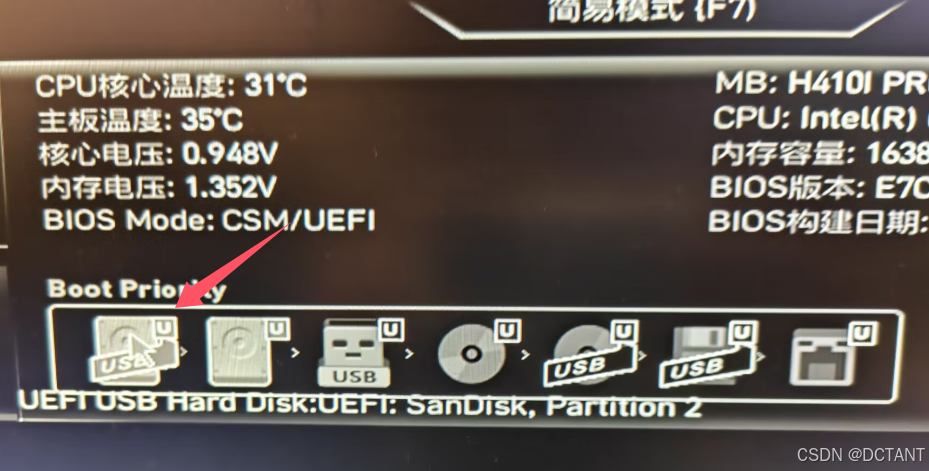 简易模式 (F7)
CPU核心温度: 31°C
MB: H410I PR
主板温度: 35°C
CPU: Intel(R)
核心电压: 0.948V
内存容量: 1638
内存电压: 1.352V
BIOS版本: E7C
BIOS Mode: CSM/UEFI
BIOS构建日期:
Boot Priority
U U U U U U U
USB USB USB USB
UEFI USB Hard Disk:UEFI: SanDisk, Partition 2
CSDN @DCTANT